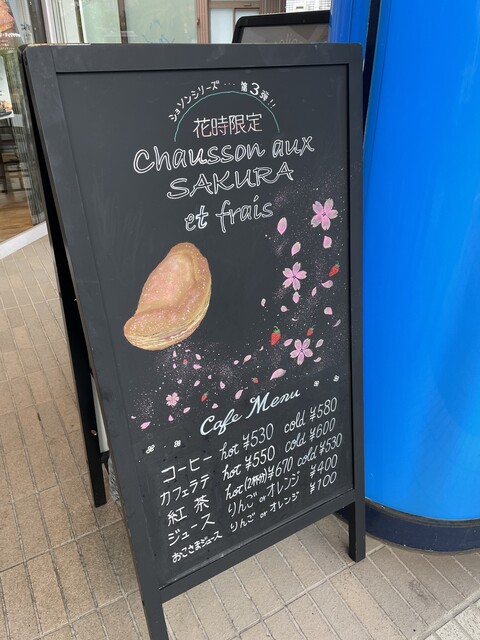 ショソンシリーズ・・・第3弾!!
花時限定
Chausson aux
SAKURA
et frais
Cafe Menu
コーヒー hot ¥530 cold ¥580
カフェラテ hot ¥550 cold ¥600
紅茶 hot(2杯分)¥670 cold ¥530
ジュース りんご or オレンジ ¥400
おこさまジュース りんご or オレンジ ¥100